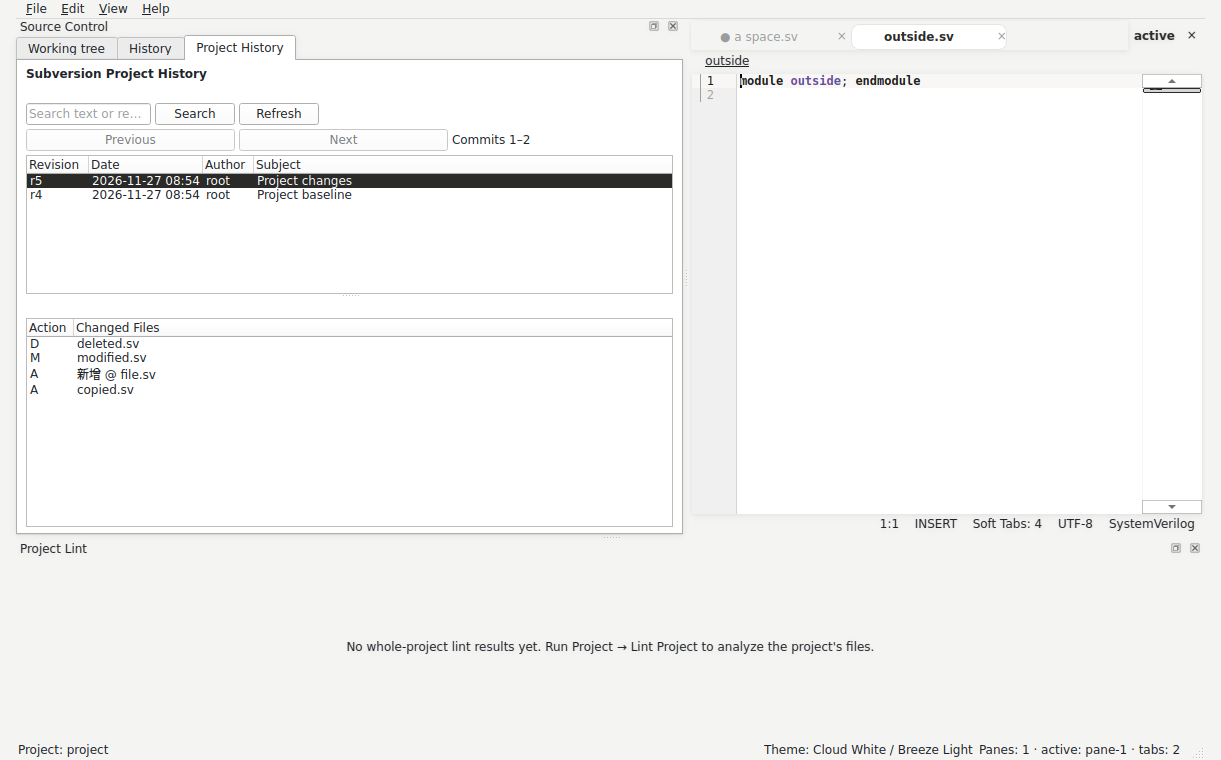 File Edit View Help
Source Control
Working tree History Project History
Subversion Project History
Search text or re... Search Refresh
Previous Next Commits 1–2
Revision Date Author Subject
r5 2026-11-27 08:54 root Project changes
r4 2026-11-27 08:54 root Project baseline
Action Changed Files
D deleted.sv
M modified.sv
A 新增 @ file.sv
A copied.sv
● a space.sv × outside.sv × active ×
outside
1 module outside; endmodule
2
1:1 INSERT Soft Tabs: 4 UTF-8 SystemVerilog
Project Lint
No whole-project lint results yet. Run Project → Lint Project to analyze the project's files.
Project: project
Theme: Cloud White / Breeze Light Panes: 1 · active: pane-1 · tabs: 2